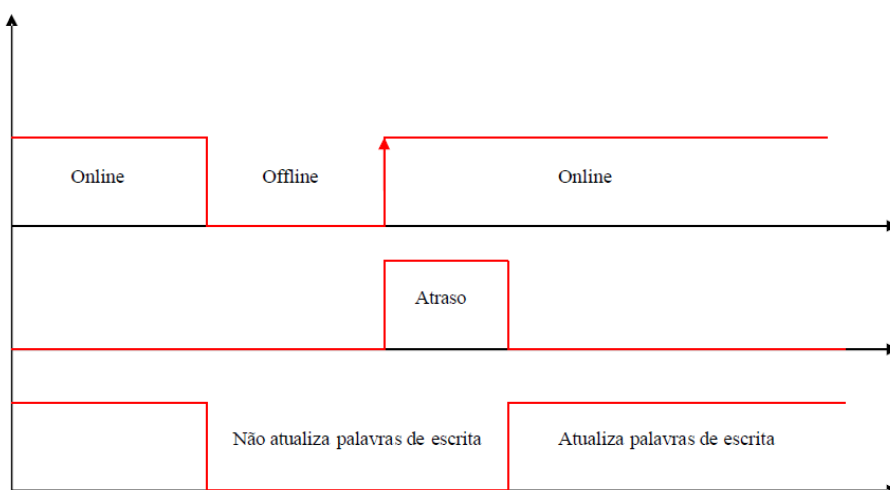 Online
Offline
Online
Atraso
Não atualiza palavras de escrita
Atualiza palavras de escrita